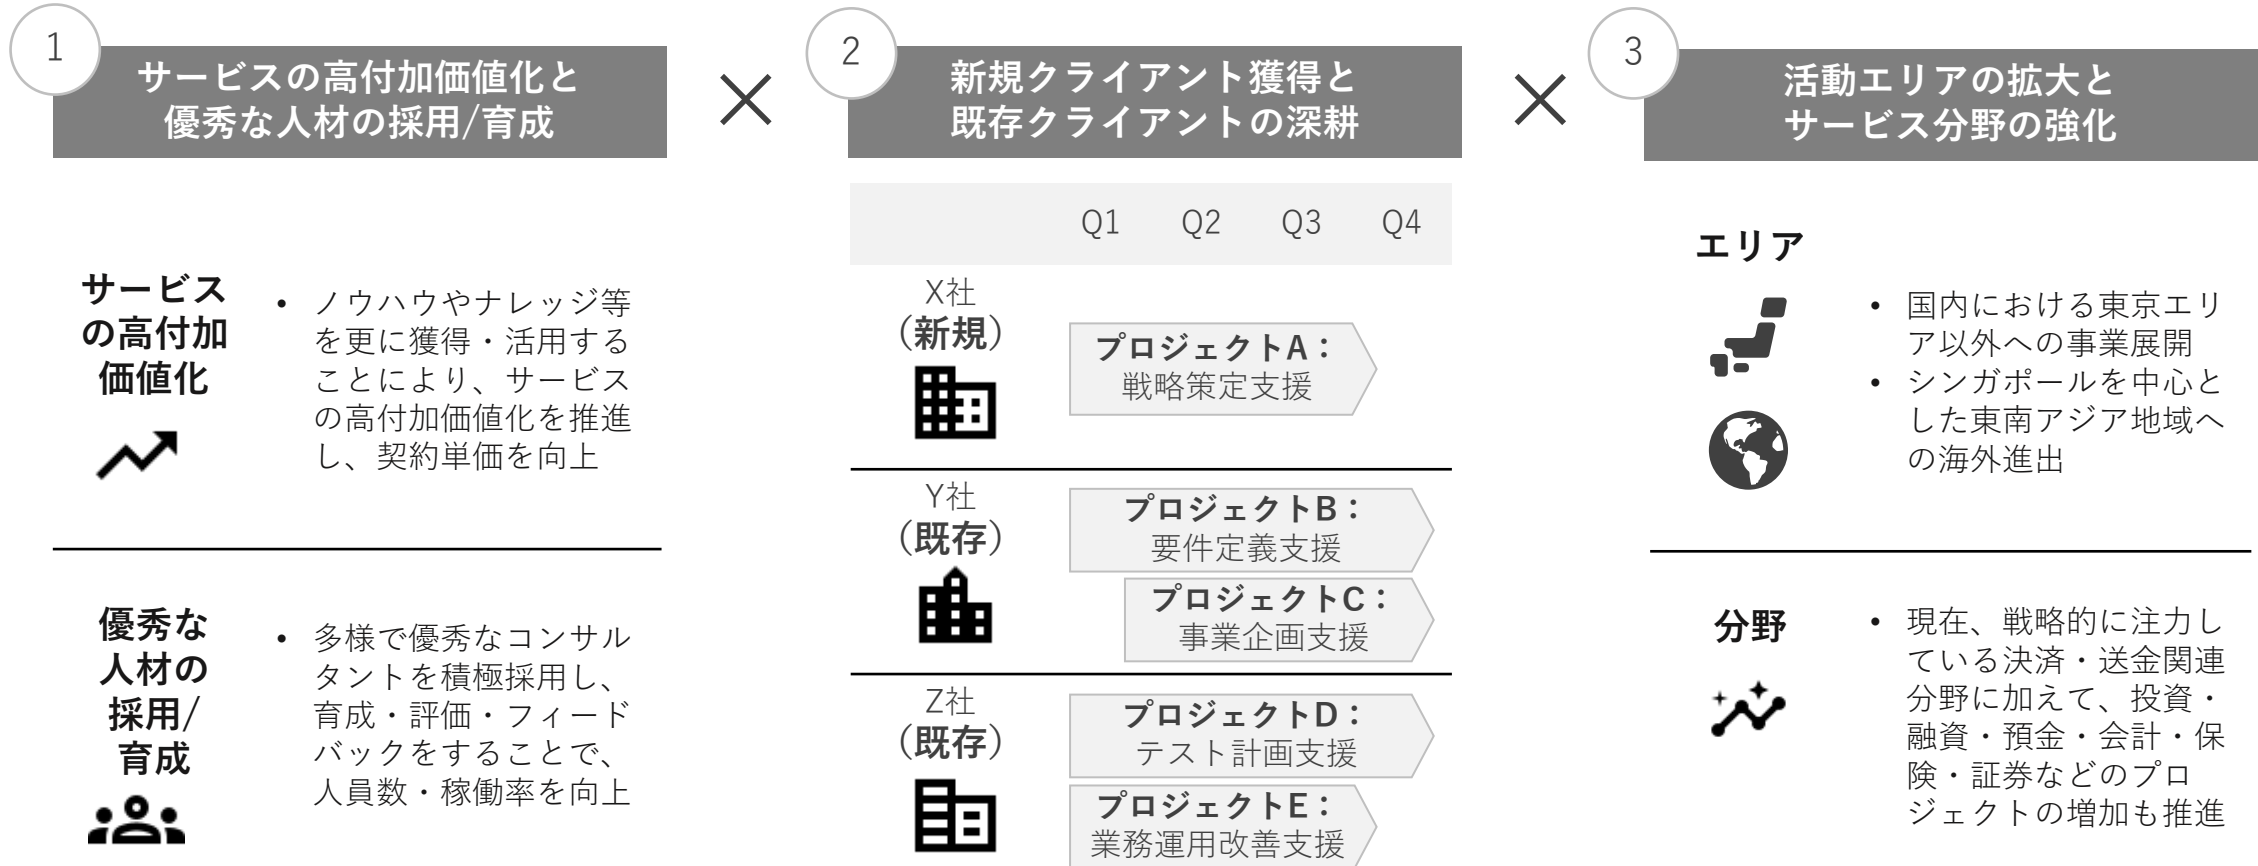 1
サービスの高付加価値化と
優秀な人材の採用/育成
サービス
の高付加
価値化
• ノウハウやナレッジ等
を更に獲得・活用する
ことにより、サービス
の高付加価値化を推進
し、契約単価を向上
優秀な
人材の
採用/
育成
• 多様で優秀なコンサル
タントを積極採用し、
育成・評価・フィード
バックをすることで、
人員数・稼働率を向上
×
2
新規クライアント獲得と
既存クライアントの深耕
Q1 Q2 Q3 Q4
X社
（新規）
プロジェクトA：
戦略策定支援
Y社
（既存）
プロジェクトB：
要件定義支援
プロジェクトC：
事業企画支援
Z社
（既存）
プロジェクトD：
テスト計画支援
プロジェクトE：
業務運用改善支援
×
3
活動エリアの拡大と
サービス分野の強化
エリア
• 国内における東京エリ
ア以外への事業展開
• シンガポールを中心と
した東南アジア地域へ
の海外進出
分野
• 現在、戦略的に注力し
ている決済・送金関連
分野に加えて、投資・
融資・預金・会計・保
険・証券などのプロ
ジェクトの増加も推進